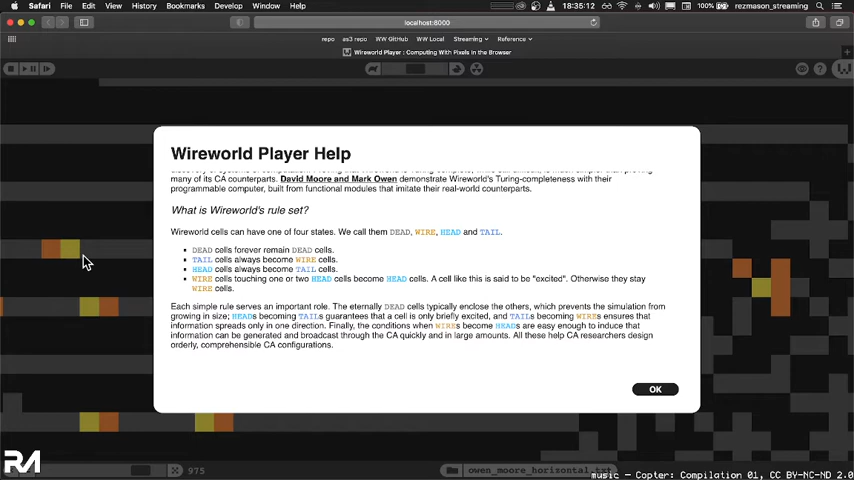 Safari File Edit View History Bookmarks Develop Window Help 100% 18:35:12 rezmason_streaming
localhost:8000
repo as3 repo WW GitHub WW Local Streaming Reference
Wireworld Player : Computing With Pixels in the Browser
Wireworld Player Help
many of its CA counterparts. David Moore and Mark Owen demonstrate Wireworld's Turing-completeness with their
programmable computer, built from functional modules that imitate their real-world counterparts.
What is Wireworld's rule set?
Wireworld cells can have one of four states. We call them DEAD, WIRE, HEAD and TAIL.
• DEAD cells forever remain DEAD cells.
• TAIL cells always become WIRE cells.
• HEAD cells always become TAIL cells.
• WIRE cells touching one or two HEAD cells become HEAD cells. A cell like this is said to be "excited". Otherwise they stay
WIRE cells.
Each simple rule serves an important role. The eternally DEAD cells typically enclose the others, which prevents the simulation from
growing in size; HEADs becoming TAILs guarantees that a cell is only briefly excited, and TAILs becoming WIREs ensures that
information spreads only in one direction. Finally, the conditions when WIREs become HEADs are easy enough to induce that
information can be generated and broadcast through the CA quickly and in large amounts. All these help CA researchers design
orderly, comprehensible CA configurations.
OK
975
owen_moore_horizontal.txt
music - Copter: Compilation 01, CC BY-NC-ND 2.0